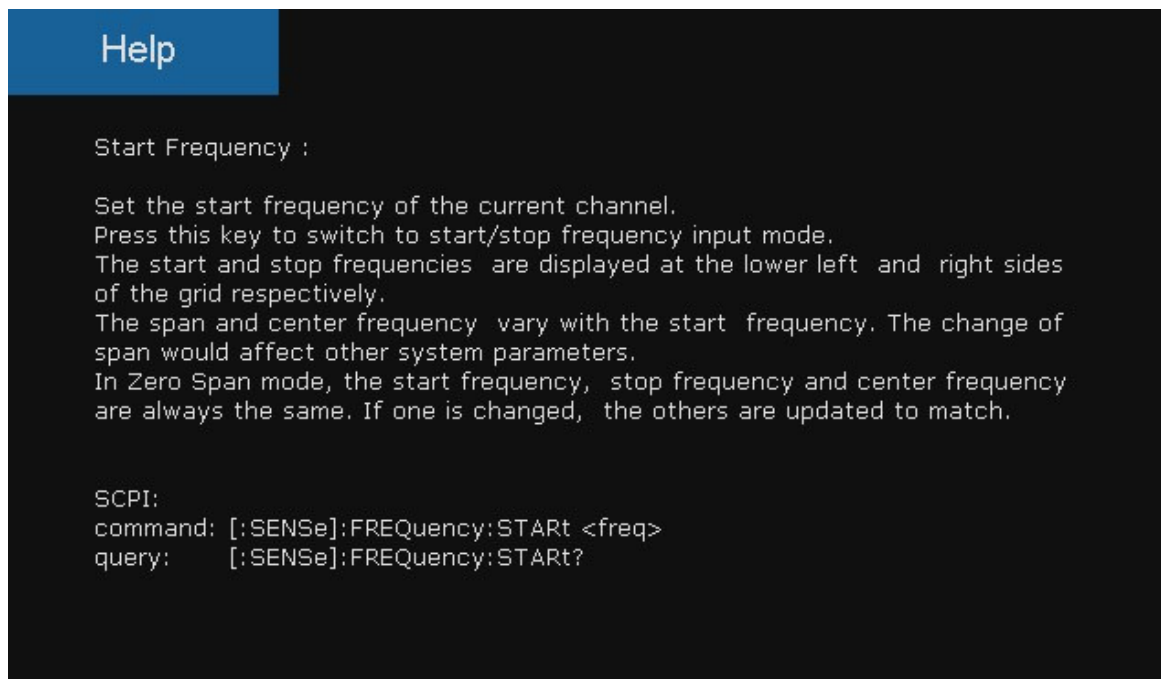 Help
Start Frequency :
Set the start frequency of the current channel.
Press this key to switch to start/stop frequency input mode.
The start and stop frequencies are displayed at the lower left and right sides
of the grid respectively.
The span and center frequency vary with the start frequency. The change of
span would affect other system parameters.
In Zero Span mode, the start frequency, stop frequency and center frequency
are always the same. If one is changed, the others are updated to match.
SCPI:
command: [:SENSe]:FREQuency:STARt <freq>
query: [:SENSe]:FREQuency:STARt?